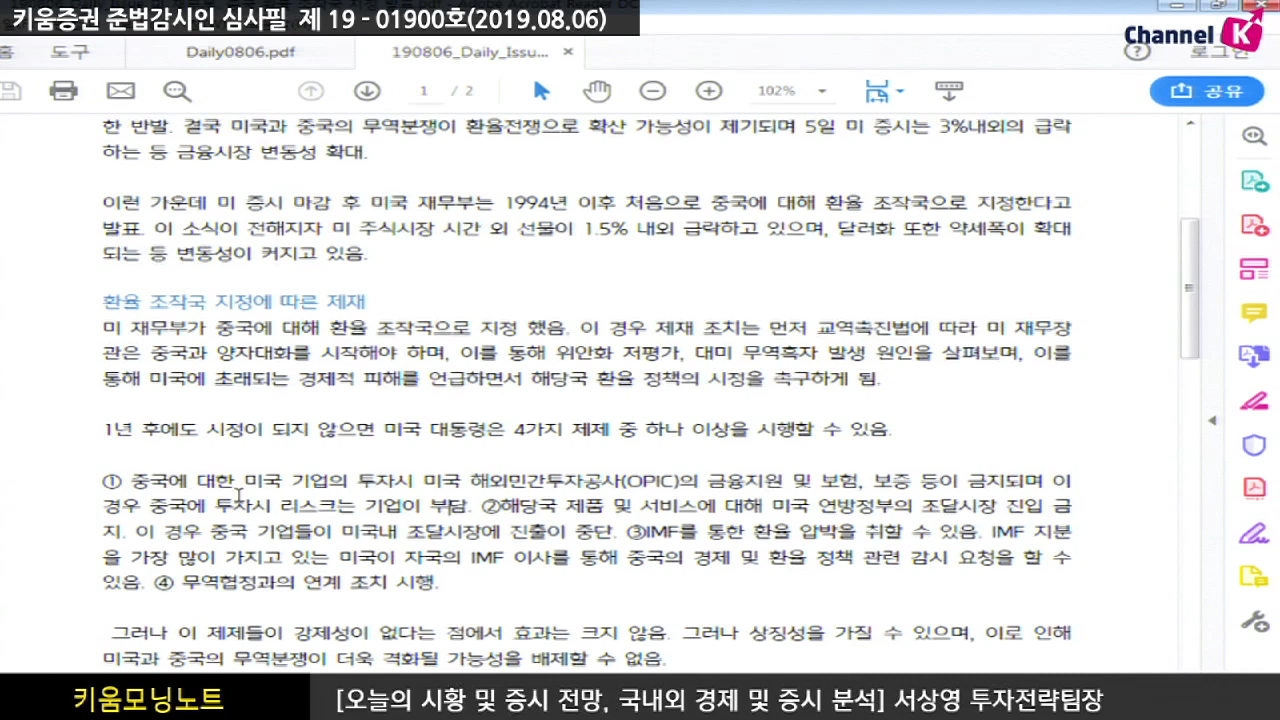 키움증권 준법감시인 심사필 제 19 - 01900호(2019.08.06)
Channel K
홈 도구 Daily0806.pdf 190806_Daily_Issu... × ? 로그인
1 / 2 102% 공유
한 반발. 결국 미국과 중국의 무역분쟁이 환율전쟁으로 확산 가능성이 제기되며 5일 미 증시는 3%내외의 급락
하는 등 금융시장 변동성 확대.
이런 가운데 미 증시 마감 후 미국 재무부는 1994년 이후 처음으로 중국에 대해 환율 조작국으로 지정한다고
발표. 이 소식이 전해지자 미 주식시장 시간 외 선물이 1.5% 내외 급락하고 있으며, 달러화 또한 약세폭이 확대
되는 등 변동성이 커지고 있음.
환율 조작국 지정에 따른 제재
미 재무부가 중국에 대해 환율 조작국으로 지정 했음. 이 경우 제재 조치는 먼저 교역촉진법에 따라 미 재무장
관은 중국과 양자대화를 시작해야 하며, 이를 통해 위안화 저평가, 대미 무역흑자 발생 원인을 살펴보며, 이를
통해 미국에 초래되는 경제적 피해를 언급하면서 해당국 환율 정책의 시정을 촉구하게 됨.
1년 후에도 시정이 되지 않으면 미국 대통령은 4가지 제제 중 하나 이상을 시행할 수 있음.
① 중국에 대한 미국 기업의 투자시 미국 해외민간투자공사(OPIC)의 금융지원 및 보험, 보증 등이 금지되며 이
경우 중국에 투자시 리스크는 기업이 부담. ②해당국 제품 및 서비스에 대해 미국 연방정부의 조달시장 진입 금
지. 이 경우 중국 기업들이 미국내 조달시장에 진출이 중단. ③IMF를 통한 환율 압박을 취할 수 있음. IMF 지분
을 가장 많이 가지고 있는 미국이 자국의 IMF 이사를 통해 중국의 경제 및 환율 정책 관련 감시 요청을 할 수
있음. ④ 무역협정과의 연계 조치 시행.
그러나 이 제제들이 강제성이 없다는 점에서 효과는 크지 않음. 그러나 상징성을 가질 수 있으며, 이로 인해
미국과 중국의 무역분쟁이 더욱 격화될 가능성을 배제할 수 없음.
키움모닝노트 [오늘의 시황 및 증시 전망, 국내외 경제 및 증시 분석] 서상영 투자전략팀장